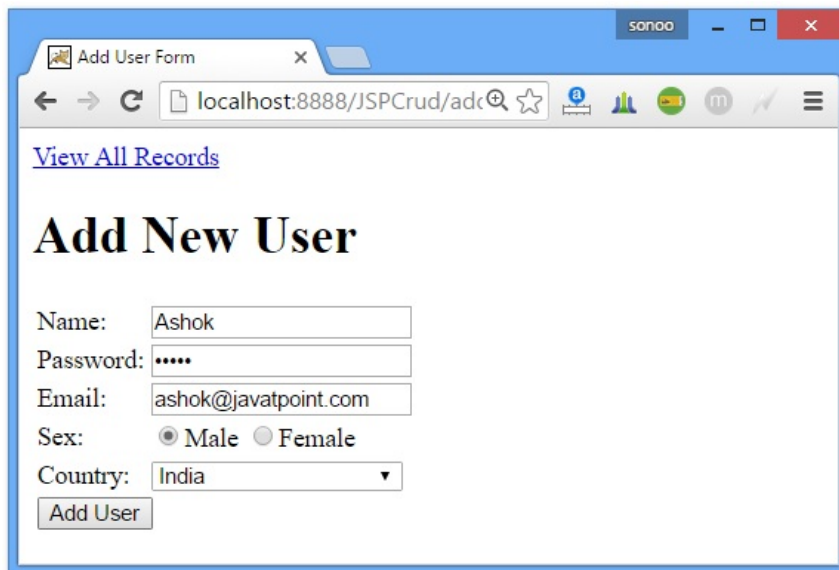 sonoo
Add User Form
localhost:8888/JSPCrud/add
View All Records
Add New User
Name: Ashok
Password: •••••
Email: ashok@javatpoint.com
Sex: Male Female
Country: India
Add User